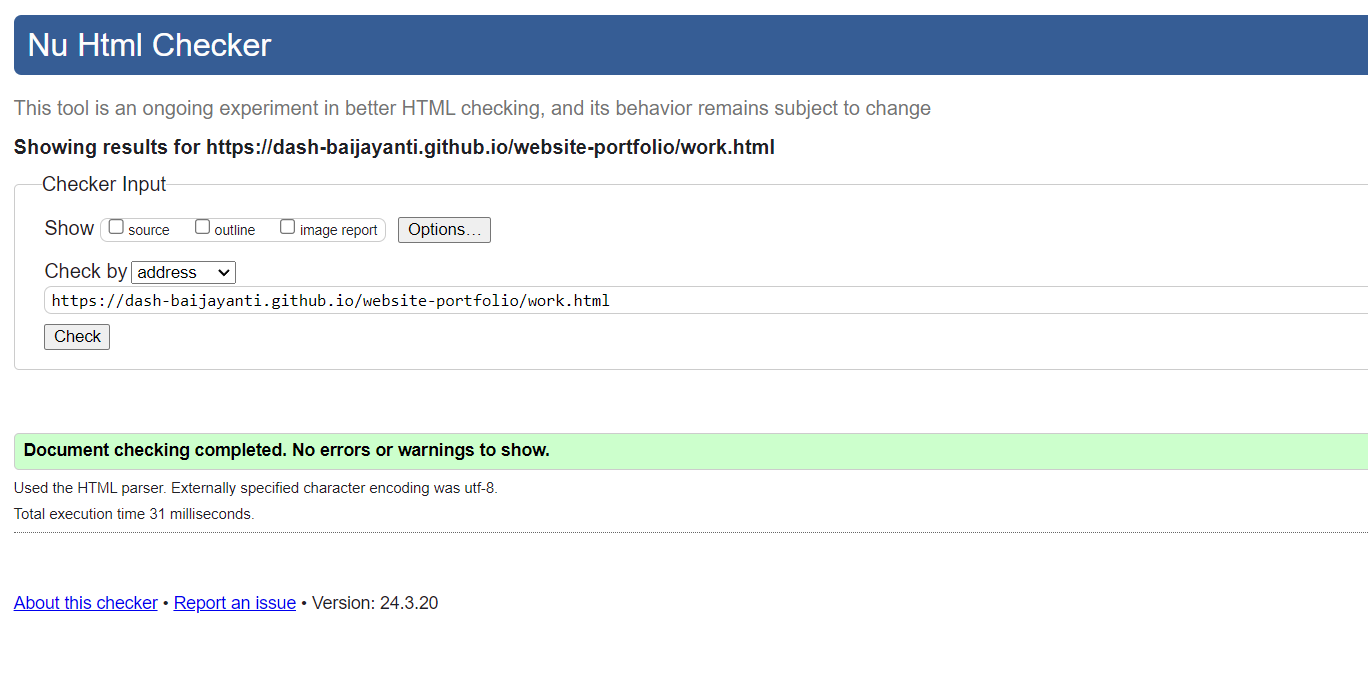 Nu Html Checker
This tool is an ongoing experiment in better HTML checking, and its behavior remains subject to change
Showing results for https://dash-baijayanti.github.io/website-portfolio/work.html
Checker Input
Show source outline image report Options...
Check by address
https://dash-baijayanti.github.io/website-portfolio/work.html
Check
Document checking completed. No errors or warnings to show.
Used the HTML parser. Externally specified character encoding was utf-8.
Total execution time 31 milliseconds.
About this checker • Report an issue • Version: 24.3.20